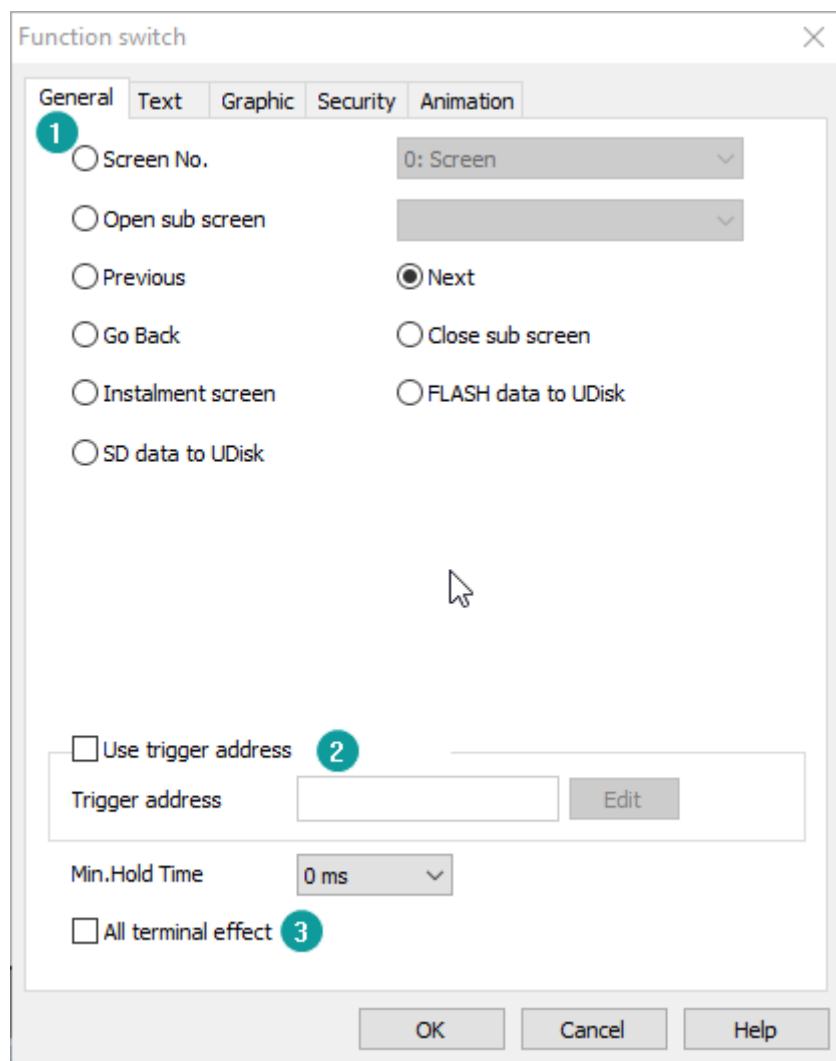 Function switch
General Text Graphic Security Animation
1
Screen No. 0: Screen
Open sub screen
Previous Next
Go Back Close sub screen
Instalment screen FLASH data to UDisk
SD data to UDisk
Use trigger address 2
Trigger address Edit
Min.Hold Time 0 ms
All terminal effect 3
OK Cancel Help